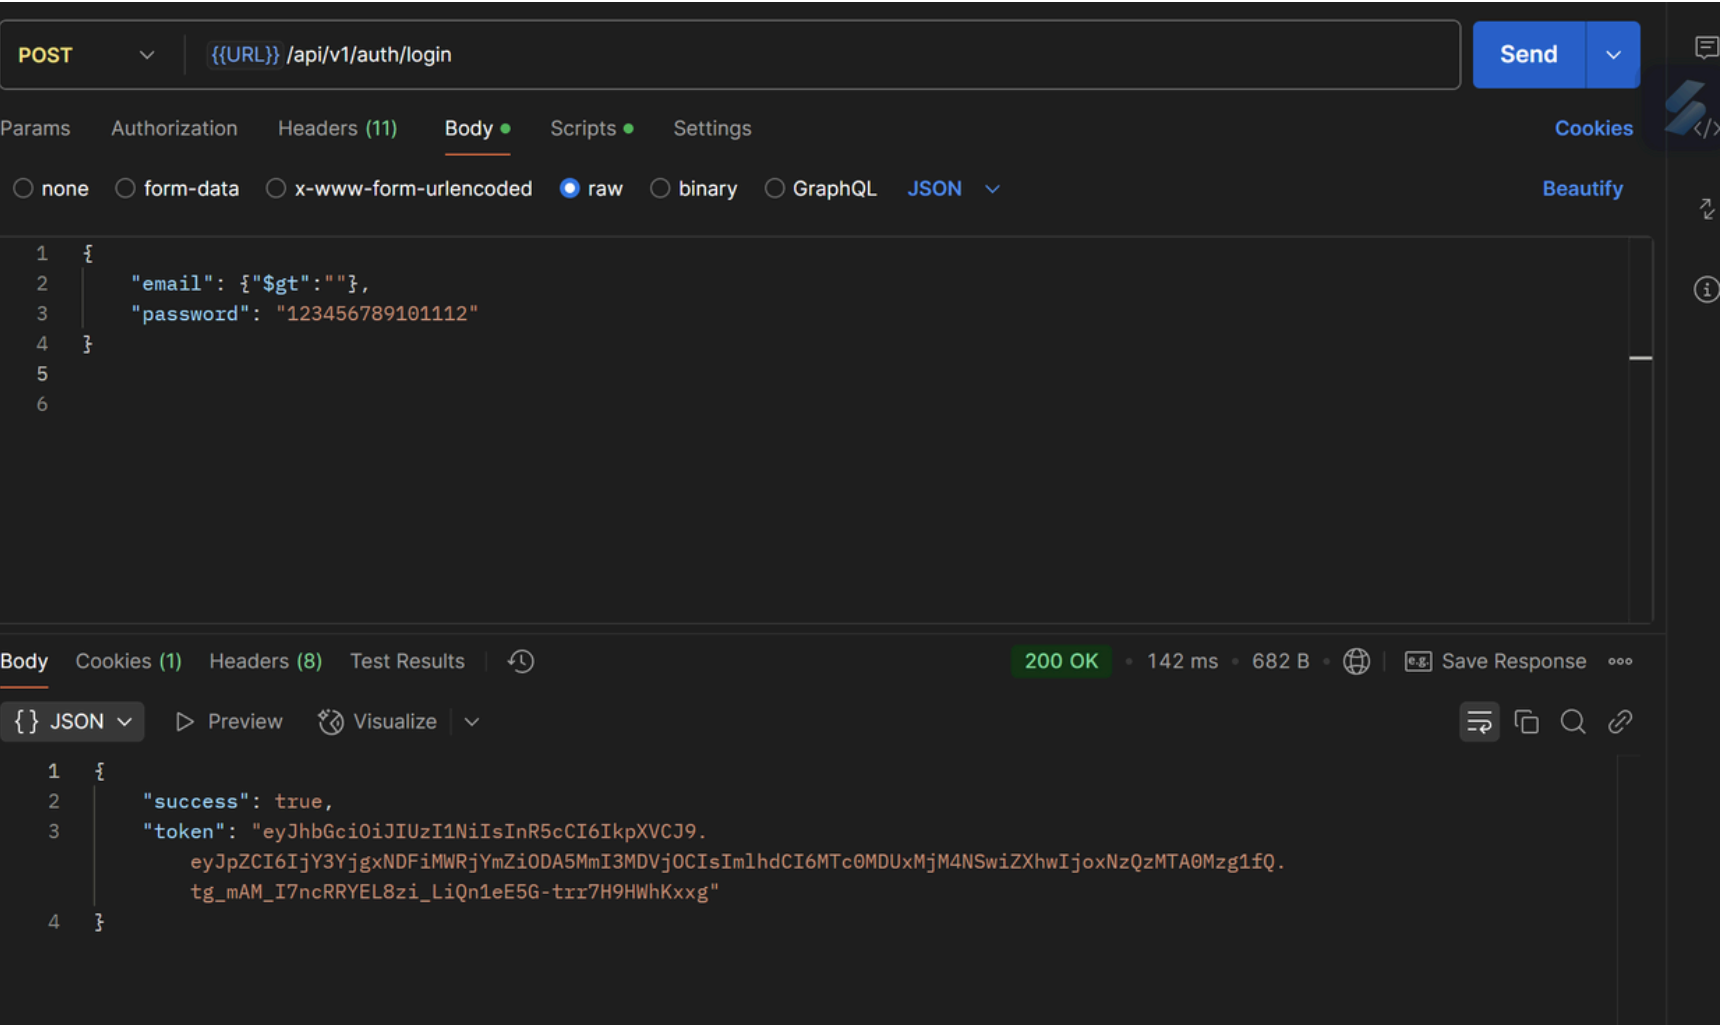 POST {{URL}} /api/v1/auth/login Send
Params Authorization Headers (11) Body Scripts Settings Cookies
none form-data x-www-form-urlencoded raw binary GraphQL JSON Beautify
1 {
2 "email": {"$gt":""},
3 "password": "123456789101112"
4 }
5
6
Body Cookies (1) Headers (8) Test Results 200 OK • 142 ms • 682 B • e.g. Save Response
{} JSON Preview Visualize
1 {
2 "success": true,
3 "token": "eyJhbGciOiJIUzI1NiIsInR5cCI6IkpXVCJ9.
eyJpZCI6IjY3YjgxNDFiMWRjYmZiODA5MmI3MDVjOCIsImlhdCI6MTc0MDUxMjM4NSwiZXhwIjoxNzQzMTA0Mzg1fQ.
tg_mAM_I7ncRRYEL8zi_LiQn1eE5G-trr7H9HWhKxxg"
4 }